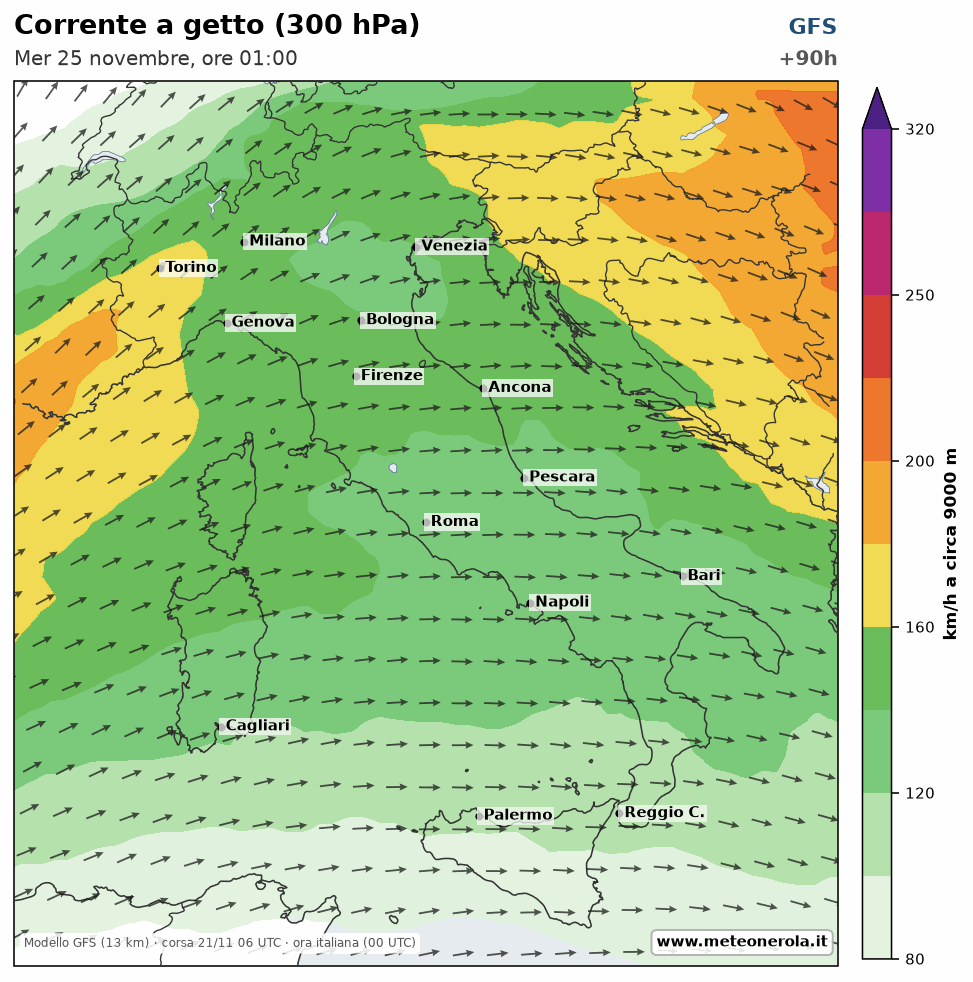 Corrente a getto (300 hPa)
GFS
Mer 25 novembre, ore 01:00
+90h
320
Milano
Venezia
Torino
250
Genova
Bologna
Firenze
Ancona
200
Pescara
Roma
km/h a circa 9000 m
Bari
Napoli
160
Cagliari
120
Palermo
Reggio C.
Modello GFS (13 km) · corsa 21/11 06 UTC · ora italiana (00 UTC)
www.meteonerola.it
80